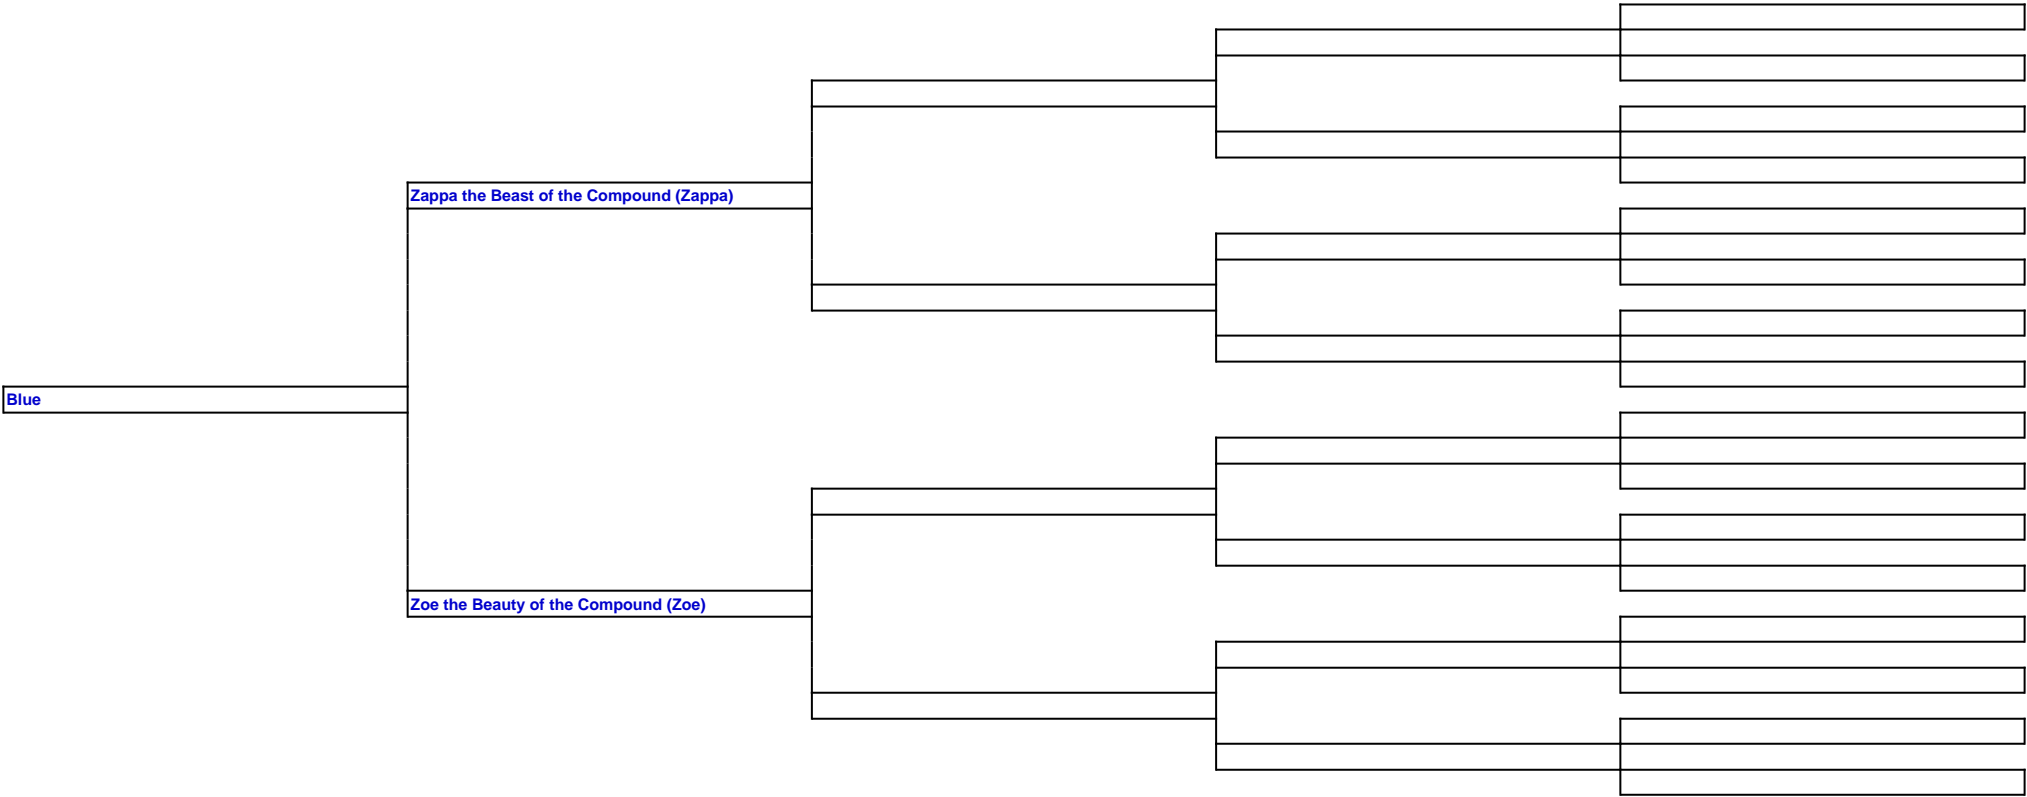 Zappa the Beast of the Compound (Zappa)
Blue
Zoe the Beauty of the Compound (Zoe)